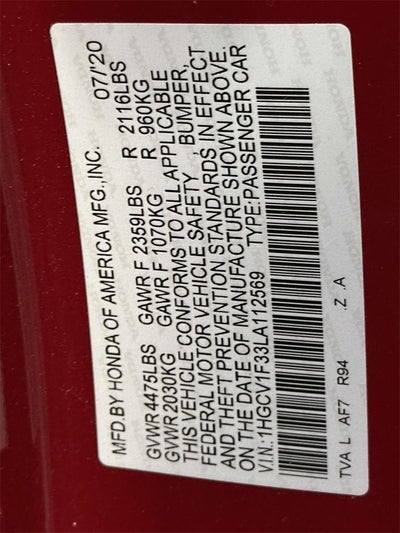 MFD.BY HONDA OF AMERICA MFG.,INC. 07/'20
GVWR 4475LBS GAWR F 2359LBS R 2116LBS
GVWR 2030KG GAWR F 1070KG R 960KG
THIS VEHICLE CONFORMS TO ALL APPLICABLE
FEDERAL MOTOR VEHICLE SAFETY , BUMPER,
AND THEFT PREVENTION STANDARDS IN EFFECT
ON THE DATE OF MANUFACTURE SHOWN ABOVE.
V.I.N.:1HGCV1F33LA112569 TYPE:PASSENGER CAR
TVA L AF7 R94 .Z .A